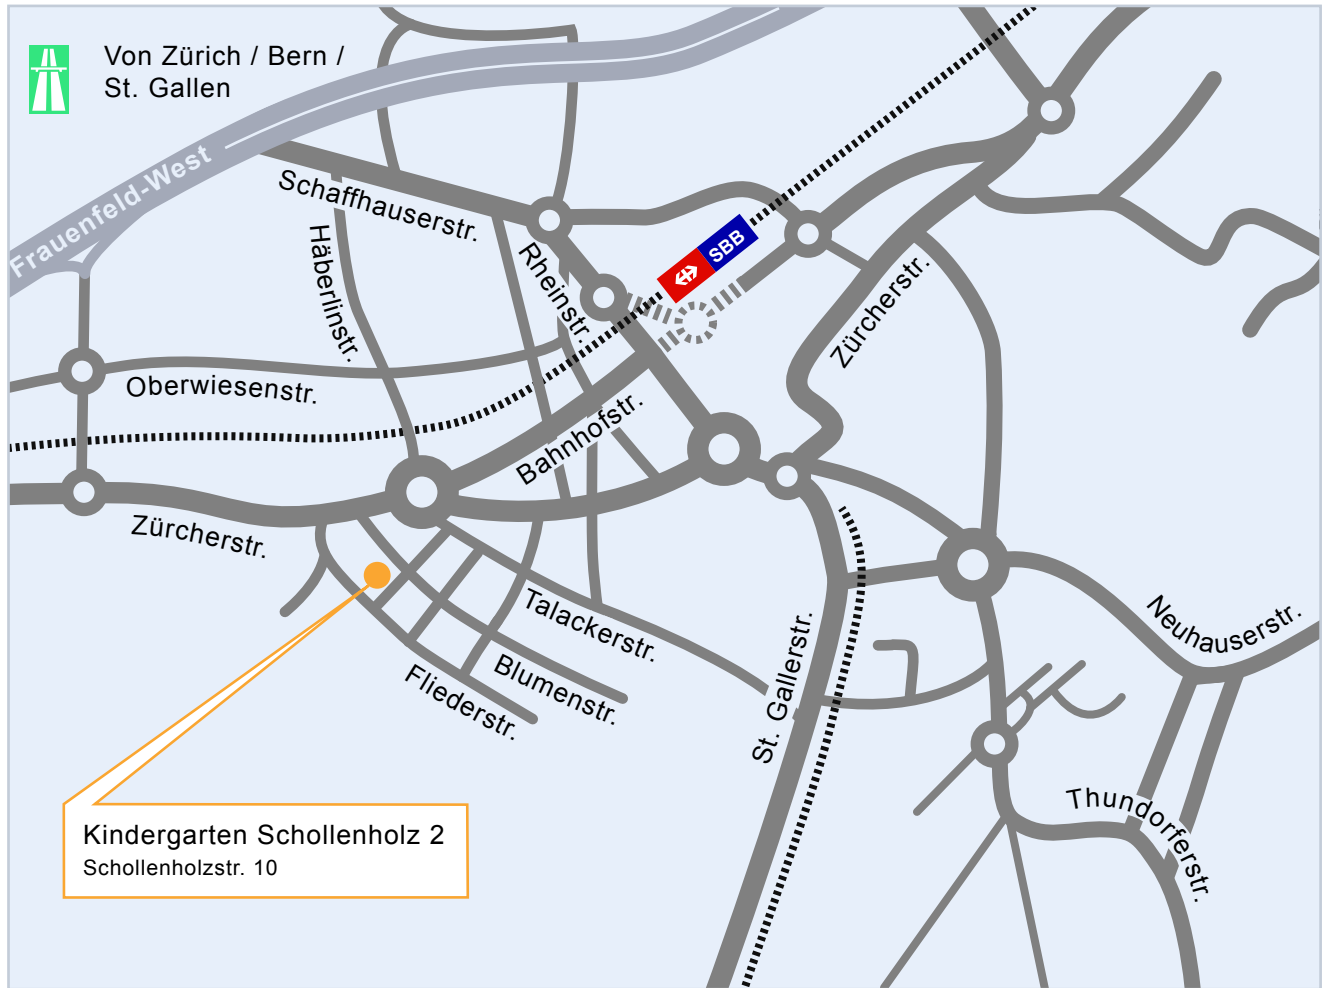 Von Zürich / Bern /
St. Gallen
Frauenfeld-West
Schaffhauserstr.
Häberlinstr.
Rheinstr.
SBB
Zürcherstr.
Oberwiesenstr.
Bahnhofstr.
Zürcherstr.
Talackerstr.
Blumenstr.
Fliederstr.
St. Gallerstr.
Neuhauserstr.
Thundorferstr.
Kindergarten Schollenholz 2
Schollenholzstr. 10